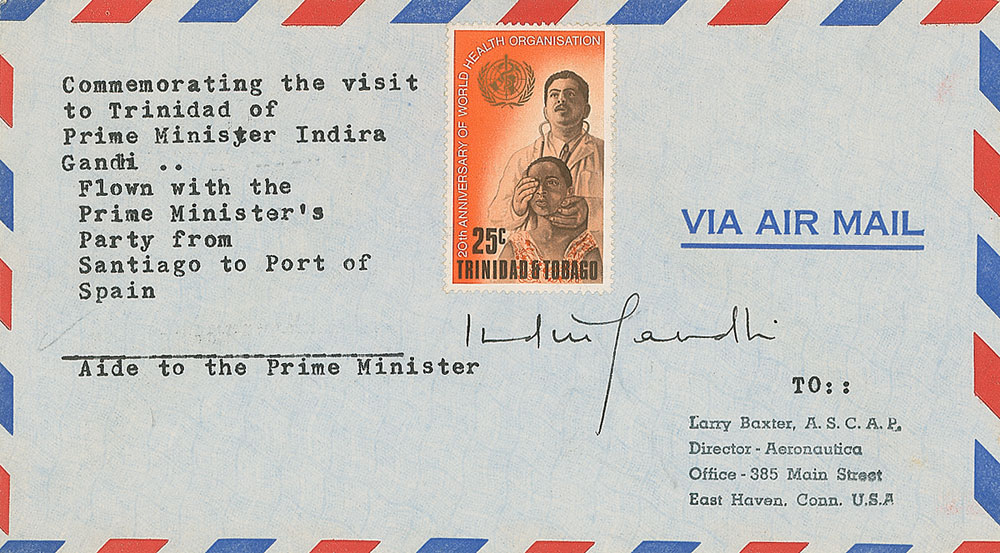 Commemorating the visit
to Trinidad of
Prime Minister Indira
Gandhi ..
Flown with the
Prime Minister's
Party from
Santiago to Port of
Spain
Aide to the Prime Minister
20th ANNIVERSARY OF WORLD HEALTH ORGANISATION
25c
TRINIDAD & TOBAGO
VIA AIR MAIL
Indira Gandhi
TO::
Larry Baxter, A. S. C. A. P.
Director - Aeronautica
Office - 385 Main Street
East Haven, Conn. U.S.A